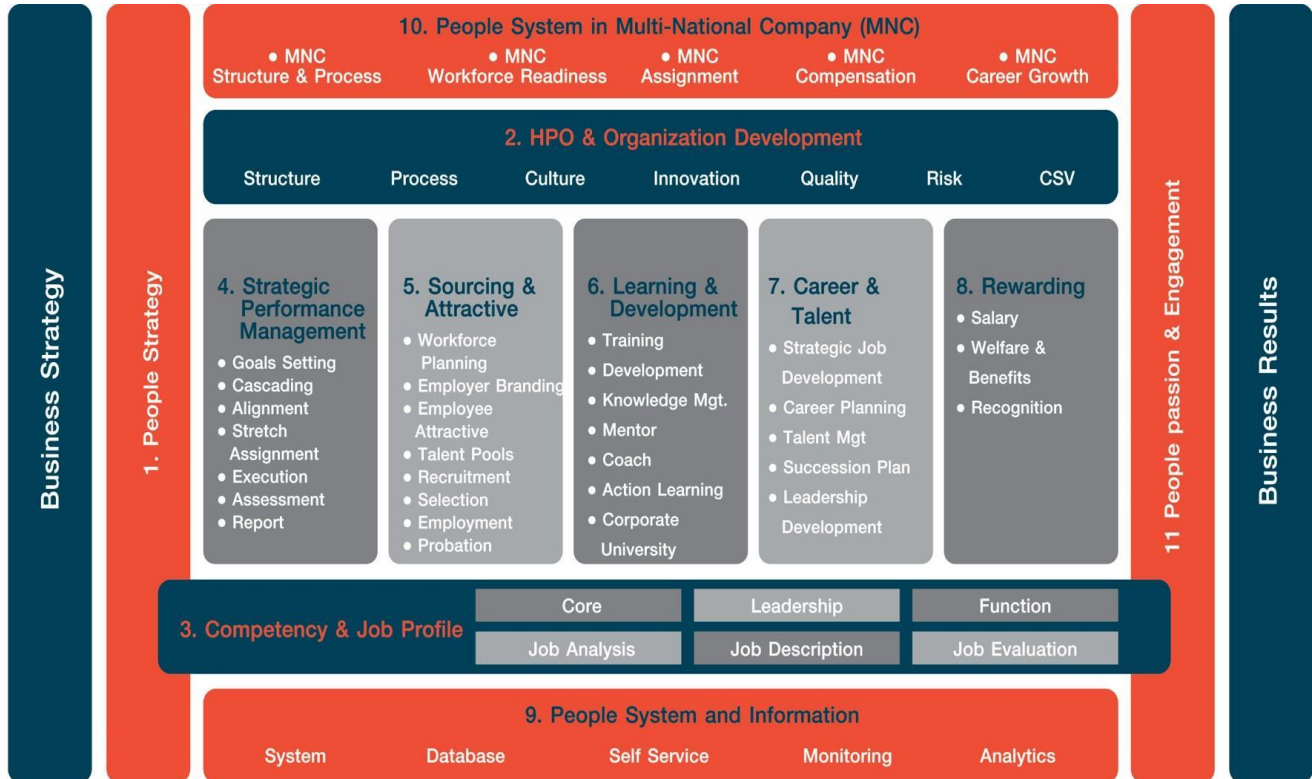 Business Strategy
1. People Strategy
10. People System in Multi-National Company (MNC)
● MNC
Structure & Process
● MNC
Workforce Readiness
● MNC
Assignment
● MNC
Compensation
● MNC
Career Growth
2. HPO & Organization Development
Structure Process Culture Innovation Quality Risk CSV
4. Strategic
Performance
Management
● Goals Setting
● Cascading
● Alignment
● Stretch
Assignment
● Execution
● Assessment
● Report
5. Sourcing &
Attractive
● Workforce
Planning
● Employer Branding
● Employee
Attractive
● Talent Pools
● Recruitment
● Selection
● Employment
● Probation
6. Learning &
Development
● Training
● Development
● Knowledge Mgt.
● Mentor
● Coach
● Action Learning
● Corporate
University
7. Career &
Talent
● Strategic Job
Development
● Career Planning
● Talent Mgt
● Succession Plan
● Leadership
Development
8. Rewarding
● Salary
● Welfare &
Benefits
● Recognition
3. Competency & Job Profile
Core Leadership Function
Job Analysis Job Description Job Evaluation
9. People System and Information
System Database Self Service Monitoring Analytics
11 People passion & Engagement
Business Results